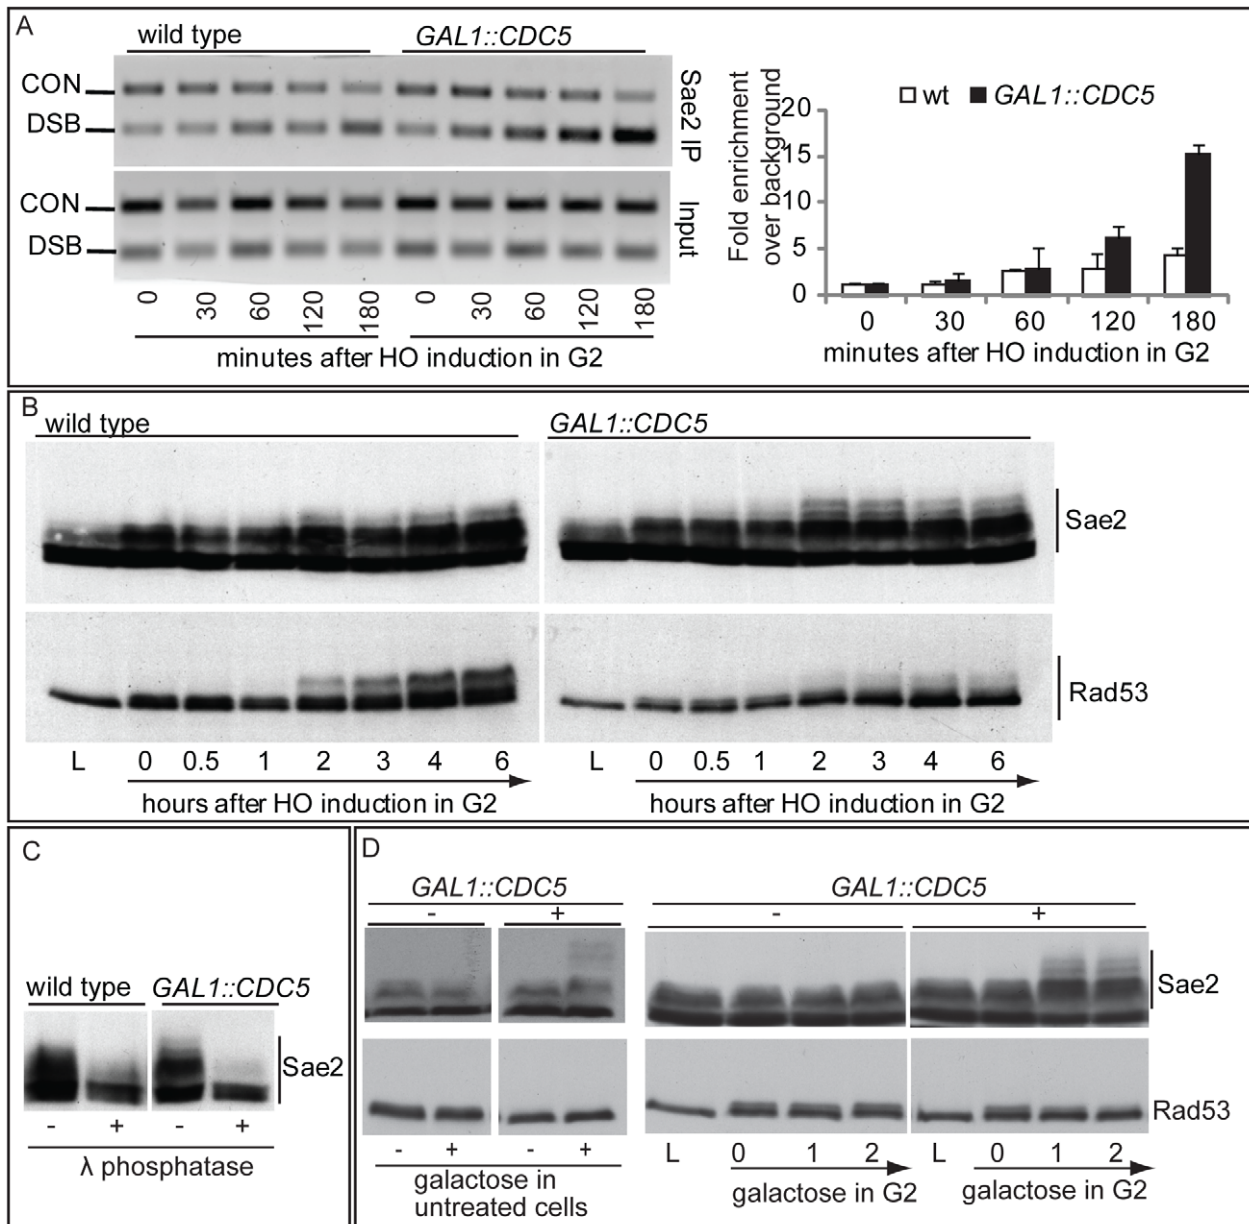 A
wild type GAL1::CDC5
CON
DSB
Sae2 IP
CON
DSB
Input
0 30 60 120 180 0 30 60 120 180
minutes after HO induction in G2
wt GAL1::CDC5
Fold enrichment
over background
20
15
10
5
0
0 30 60 120 180
minutes after HO induction in G2
B
wild type GAL1::CDC5
Sae2
Rad53
L 0 0.5 1 2 3 4 6 L 0 0.5 1 2 3 4 6
hours after HO induction in G2 hours after HO induction in G2
C
wild type GAL1::CDC5
Sae2
- + - +
λ phosphatase
D
GAL1::CDC5 GAL1::CDC5
- + - +
Sae2
Rad53
- + - + L 0 1 2 L 0 1 2
galactose in
untreated cells
galactose in G2 galactose in G2